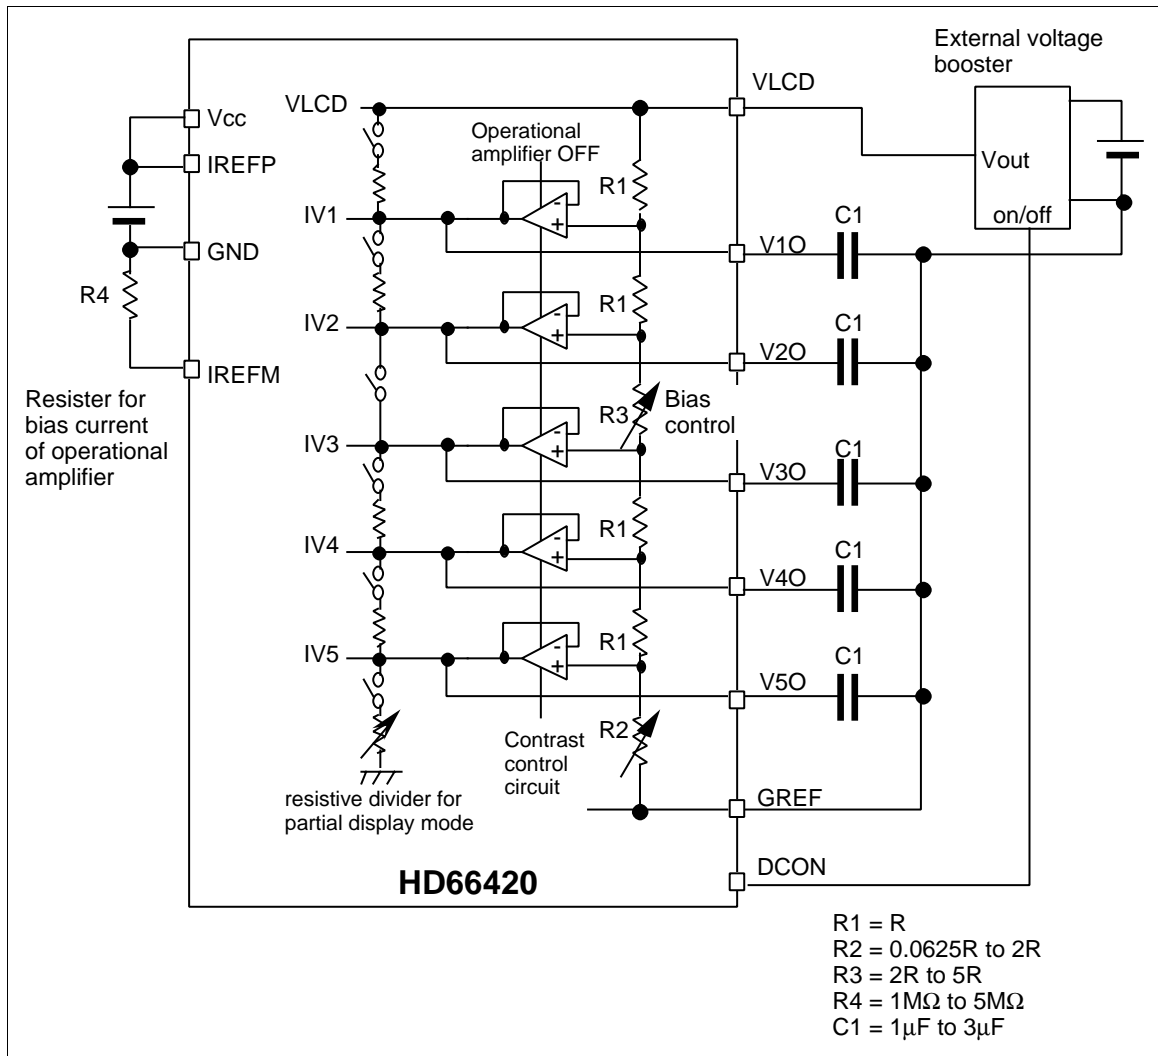 External voltage
booster
VLCD
VLCD
Vcc
Operational
amplifier OFF
IREFP
Vout
R1
IV1
-
+
C1
on/off
GND
V1O
R4
R1
C1
IV2
-
+
V2O
IREFM
Resister for
bias current
of operational
amplifier
R3
Bias
control
IV3
-
+
C1
V3O
R1
C1
IV4
-
+
V4O
R1
C1
IV5
-
+
V5O
R2
Contrast
control
circuit
resistive divider for
partial display mode
GREF
DCON
HD66420
R1 = R
R2 = 0.0625R to 2R
R3 = 2R to 5R
R4 = 1MΩ to 5MΩ
C1 = 1μF to 3μF